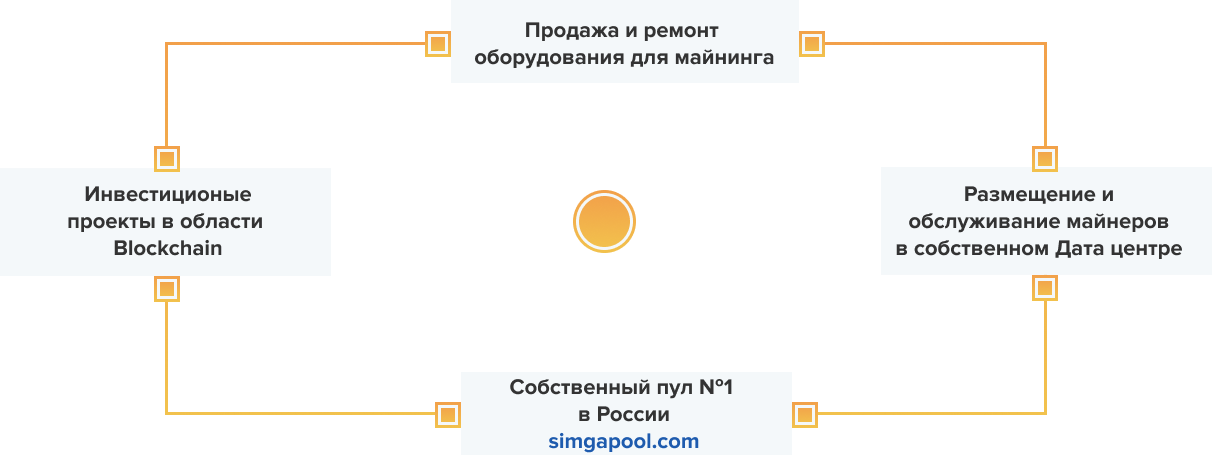 Продажа и ремонт
оборудования для майнинга
Инвестиционые
проекты в области
Blockchain
Размещение и
обслуживание майнеров
в собственном Дата центре
Собственный пул №1
в России
simgapool.com